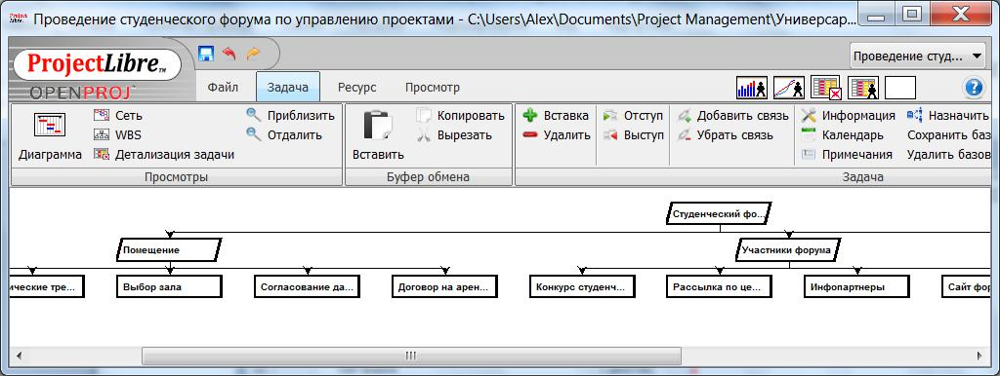 Проведение студенческого форума по управлению проектами - C:\Users\Alex\Documents\Project Management\Универсар...
ProjectLibre TM
OPENPROJ
Проведение студ...
Файл Задача Ресурс Просмотр
Диаграмма
Сеть
WBS
Детализация задачи
Приблизить
Отдалить
Просмотры
Вставить
Копировать
Вырезать
Буфер обмена
Вставка
Удалить
Отступ
Выступ
Добавить связь
Убрать связь
Информация
Календарь
Примечания
Назначить
Сохранить баз
Удалить базов
Задача
Студенческий фо...
Помещение
Участники форума
ические тре...
Выбор зала
Согласование да...
Договор на арен...
Конкурс студенч...
Рассылка по це...
Инфопартнеры
Сайт фор